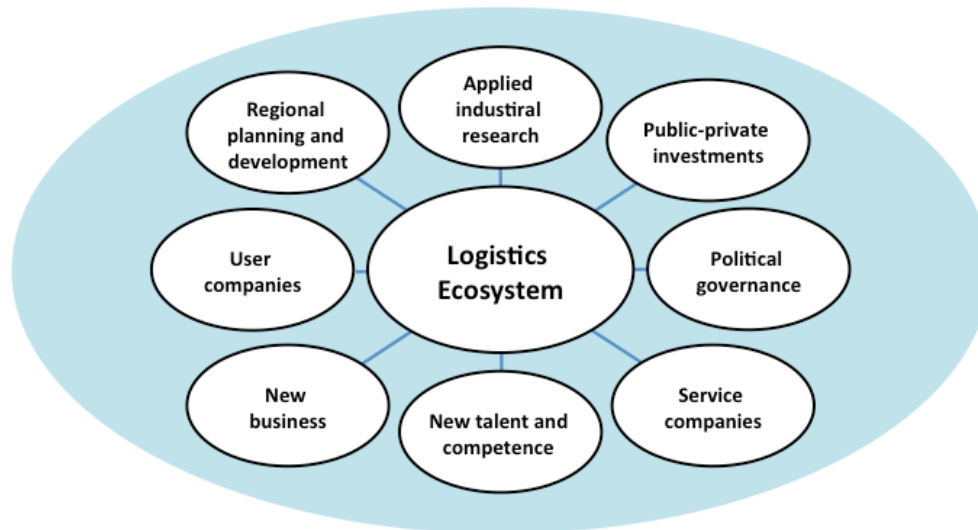 Regional
planning and
development
Applied
industiral
research
Public-private
investments
User
companies
Logistics
Ecosystem
Political
governance
New
business
New talent and
competence
Service
companies